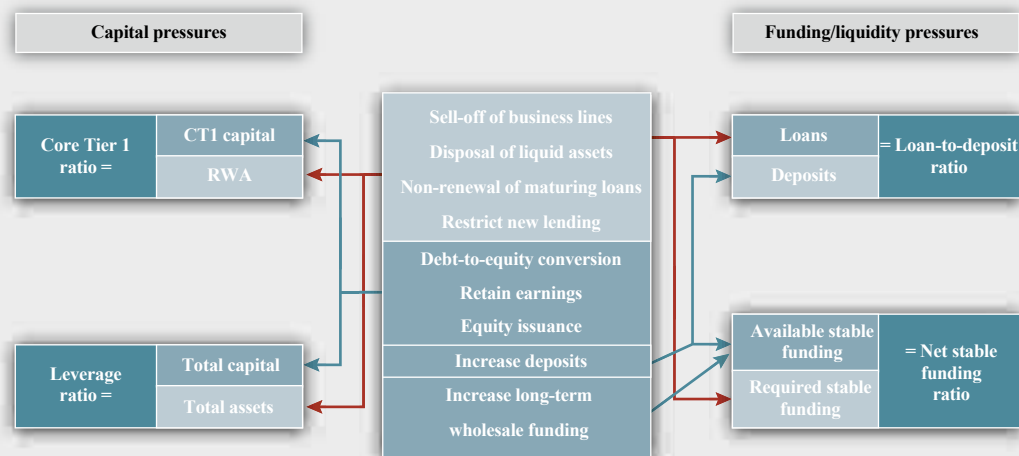 Capital pressures
Funding/liquidity pressures
Core Tier 1
ratio =
CT1 capital
RWA
Leverage
ratio =
Total capital
Total assets
Sell-off of business lines
Disposal of liquid assets
Non-renewal of maturing loans
Restrict new lending
Debt-to-equity conversion
Retain earnings
Equity issuance
Increase deposits
Increase long-term
wholesale funding
Loans
Deposits
= Loan-to-deposit
ratio
Available stable
funding
Required stable
funding
= Net stable
funding
ratio